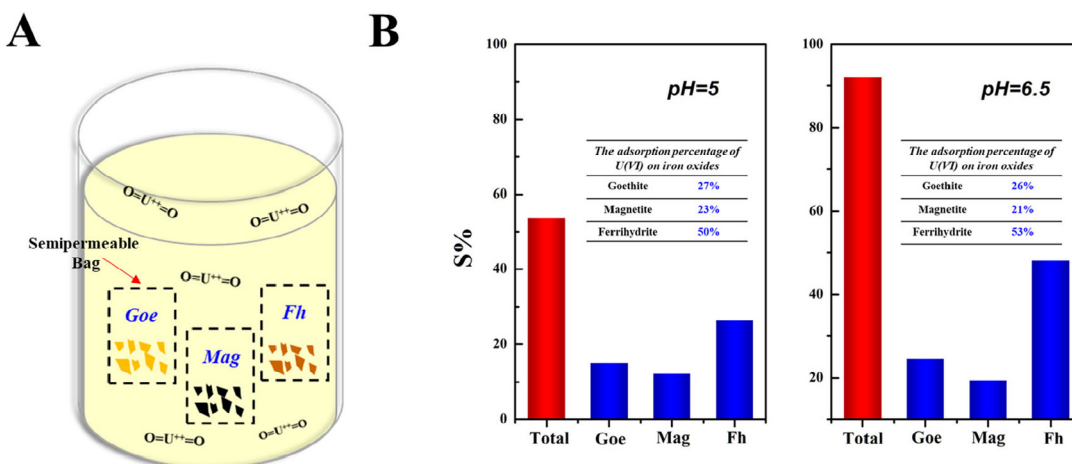 A
O=U⁺⁺=O
O=U⁺⁺=O
Semipermeable
Bag
O=U⁺⁺=O
Goe
Fh
Mag
O=U⁺⁺=O
O=U⁺⁺=O
B
S%
100
80
60
40
20
0
pH=5
The adsorption percentage of
U(VI) on iron oxides
Goethite 27%
Magnetite 23%
Ferrihydrite 50%
Total Goe Mag Fh
100
80
60
40
20
pH=6.5
The adsorption percentage of
U(VI) on iron oxides
Goethite 26%
Magnetite 21%
Ferrihydrite 53%
Total Goe Mag Fh